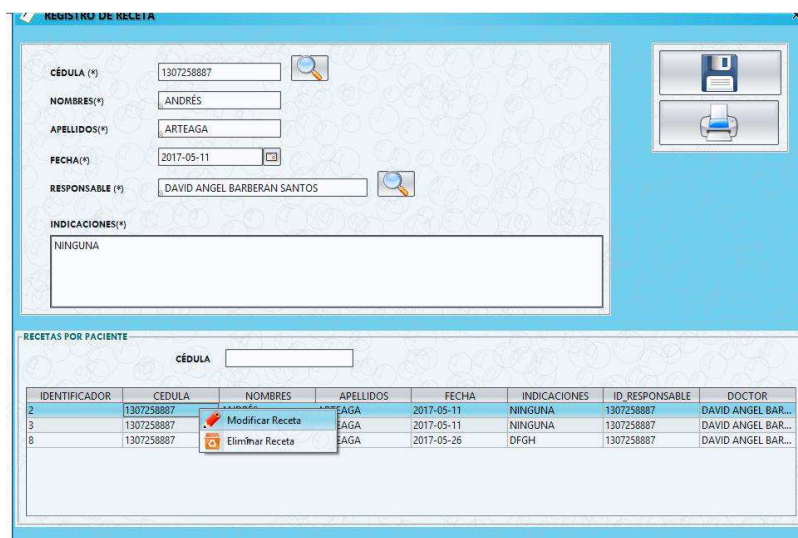 REGISTRO DE RECETA
CÉDULA (*) 1307258887
NOMBRES(*) ANDRÉS
APELLIDOS(*) ARTEAGA
FECHA(*) 2017-05-11
RESPONSABLE (*) DAVID ANGEL BARBERAN SANTOS
INDICACIONES(*)
NINGUNA
RECETAS POR PACIENTE
CÉDULA
IDENTIFICADOR CEDULA NOMBRES APELLIDOS FECHA INDICACIONES ID_RESPONSABLE DOCTOR
2 1307258887 ANDRÉS ARTEAGA 2017-05-11 NINGUNA 1307258887 DAVID ANGEL BAR...
3 1307258887 Modificar Receta EAGA 2017-05-11 NINGUNA 1307258887 DAVID ANGEL BAR...
8 1307258887 Eliminar Receta EAGA 2017-05-26 DFGH 1307258887 DAVID ANGEL BAR...